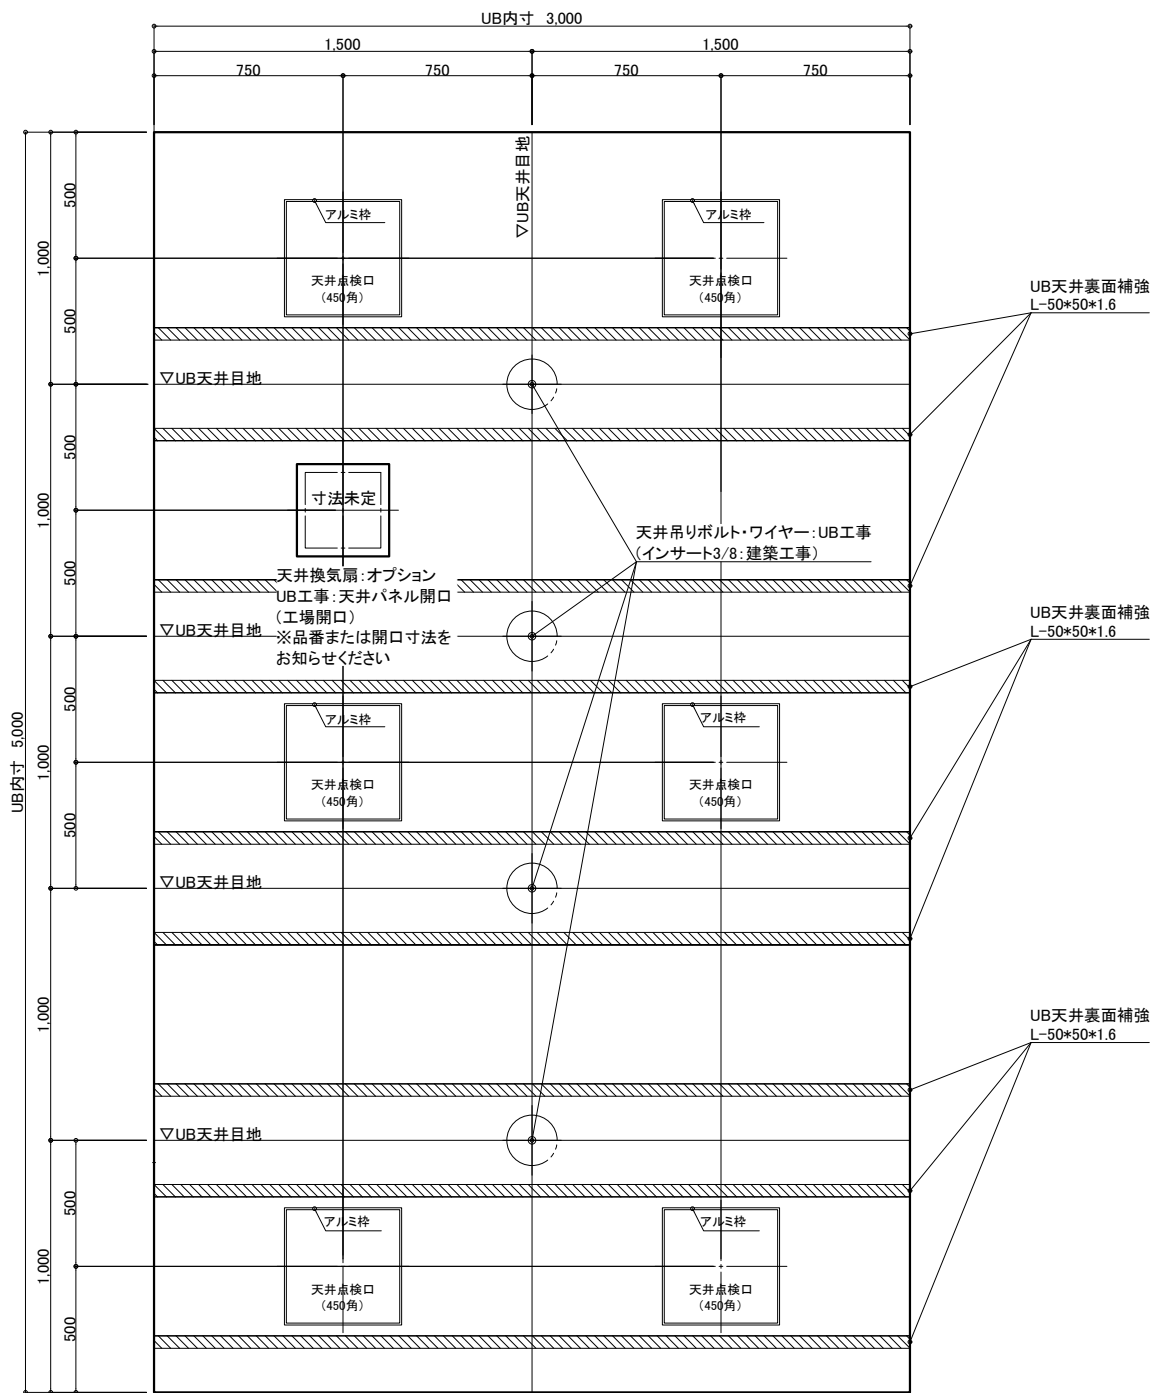 UB内寸 3,000
1,500
1,500
750
750
750
750
UB内寸 5,000
1,000
1,000
1,000
1,000
1,000
500
500
500
500
500
500
500
500
▽UB天井目地
アルミ枠
天井点検口
(450角)
アルミ枠
天井点検口
(450角)
UB天井裏面補強
L-50*50*1.6
▽UB天井目地
寸法未定
天井吊りボルト・ワイヤー:UB工事
(インサート3/8:建築工事)
天井換気扇:オプション
UB工事:天井パネル開口
(工場開口)
※品番または開口寸法を
お知らせください
▽UB天井目地
UB天井裏面補強
L-50*50*1.6
アルミ枠
天井点検口
(450角)
アルミ枠
天井点検口
(450角)
▽UB天井目地
UB天井裏面補強
L-50*50*1.6
▽UB天井目地
アルミ枠
天井点検口
(450角)
アルミ枠
天井点検口
(450角)